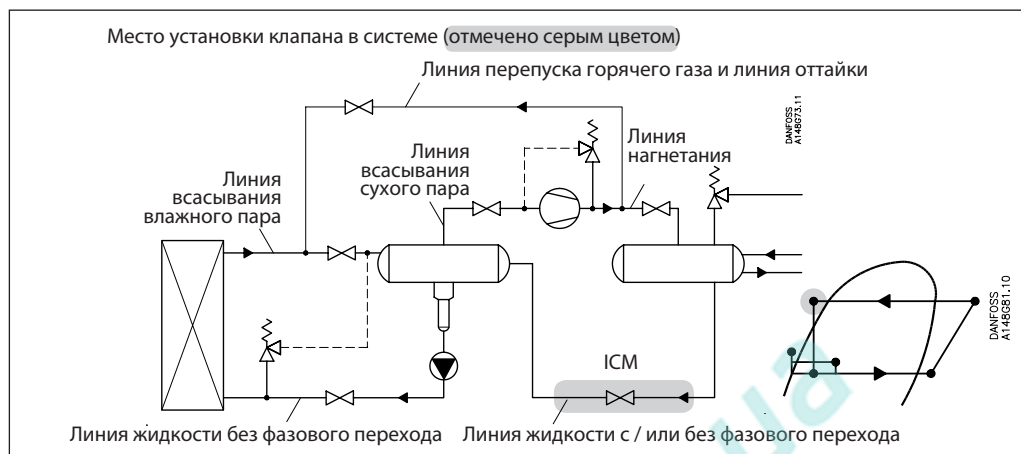 Место установки клапана в системе (отмечено серым цветом)
Линия перепуска горячего газа и линия оттайки
DANFOSS
A148G73.11
Линия
всасывания
влажного пара
Линия
всасывания
сухого пара
Линия
нагнетания
DANFOSS
A148G81.10
ICM
Линия жидкости без фазового перехода
Линия жидкости с / или без фазового перехода
ua